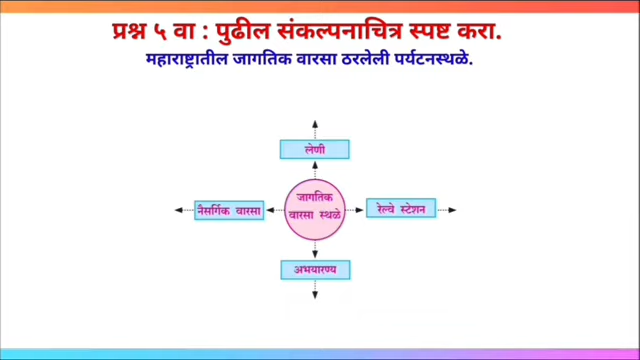 प्रश्न ५ वा : पुढील संकल्पनाचित्र स्पष्ट करा.
महाराष्ट्रातील जागतिक वारसा ठरलेली पर्यटनस्थळे.
लेणी
नैसर्गिक वारसा
जागतिक
वारसा स्थळे
रेल्वे स्टेशन
अभयारण्य